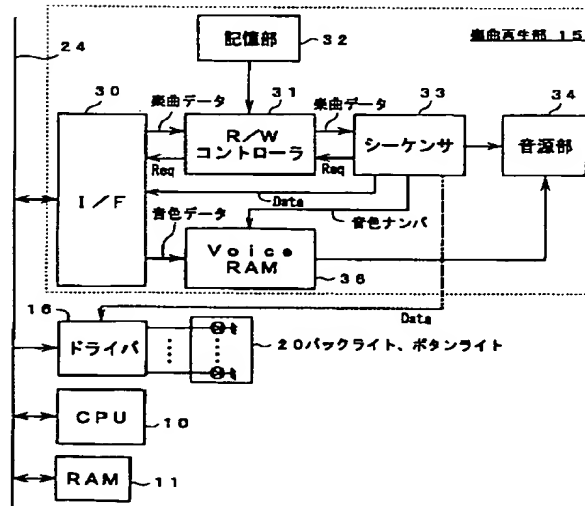 楽曲再生部 15
24
記憶部
32
30
楽曲データ
31
楽曲データ
33
34
I/F
R/W
コントローラ
シーケンサ
音源部
Req
Req
Data
音色データ
音色ナンバ
Voice
RAM
36
16
Data
ドライバ
20バックライト、ボタンライト
CPU
10
RAM
11